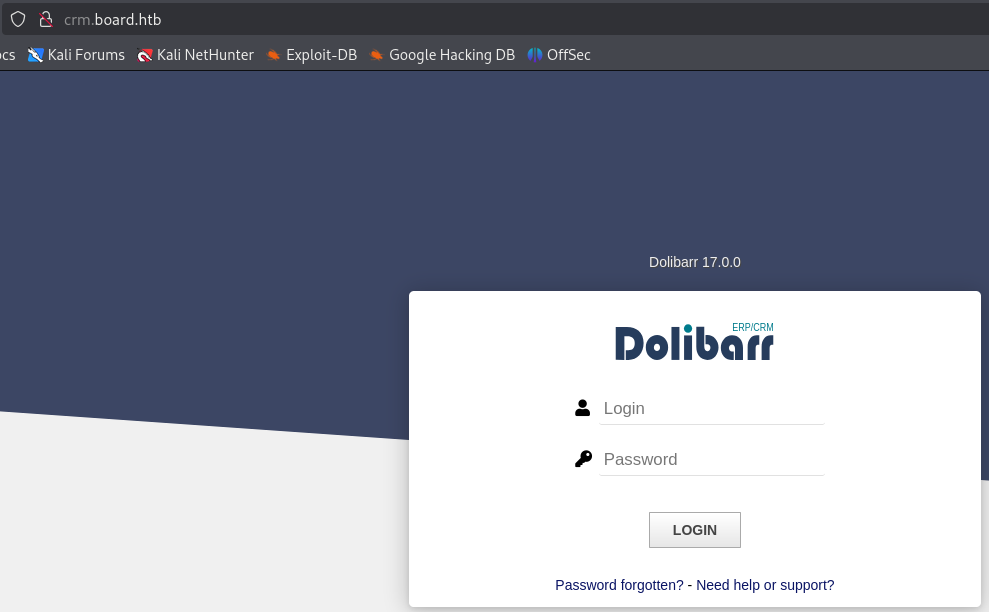 crm.board.htb
ocs Kali Forums Kali NetHunter Exploit-DB Google Hacking DB OffSec
Dolibarr 17.0.0
ERP/CRM
Dolibarr
Login
Password
LOGIN
Password forgotten? - Need help or support?